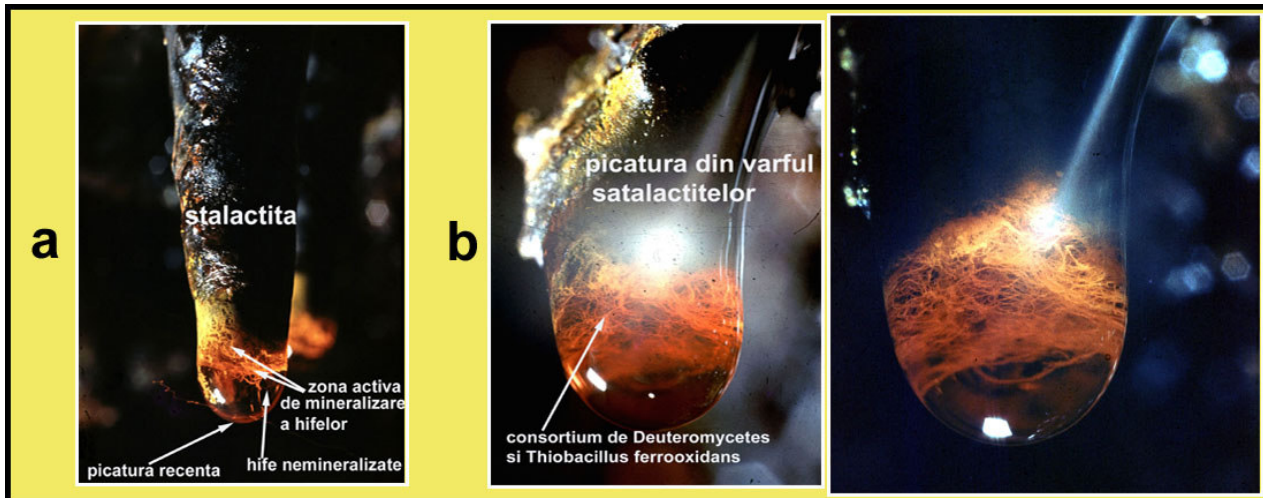 a
stalactita
zona activa
de mineralizare
a hifelor
picatura recenta
hife nemineralizate
b
picatura din varful
satalactitelor
consortium de Deuteromycetes
si Thiobacillus ferrooxidans